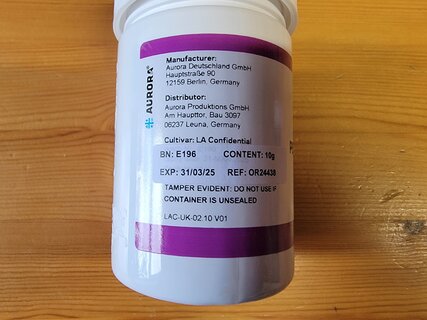 AURORA®
Manufacturer:
Aurora Deutschland GmbH
Hauptstraße 90
12159 Berlin, Germany
Distributor:
Aurora Produktions GmbH
Am Haupttor, Bau 3097
06237 Leuna, Germany
Cultivar: LA Confidential
BN: E196 CONTENT: 10g
EXP: 31/03/25 REF: OR24438
TAMPER EVIDENT: DO NOT USE IF
CONTAINER IS UNSEALED
LAC-UK-02.10 V01